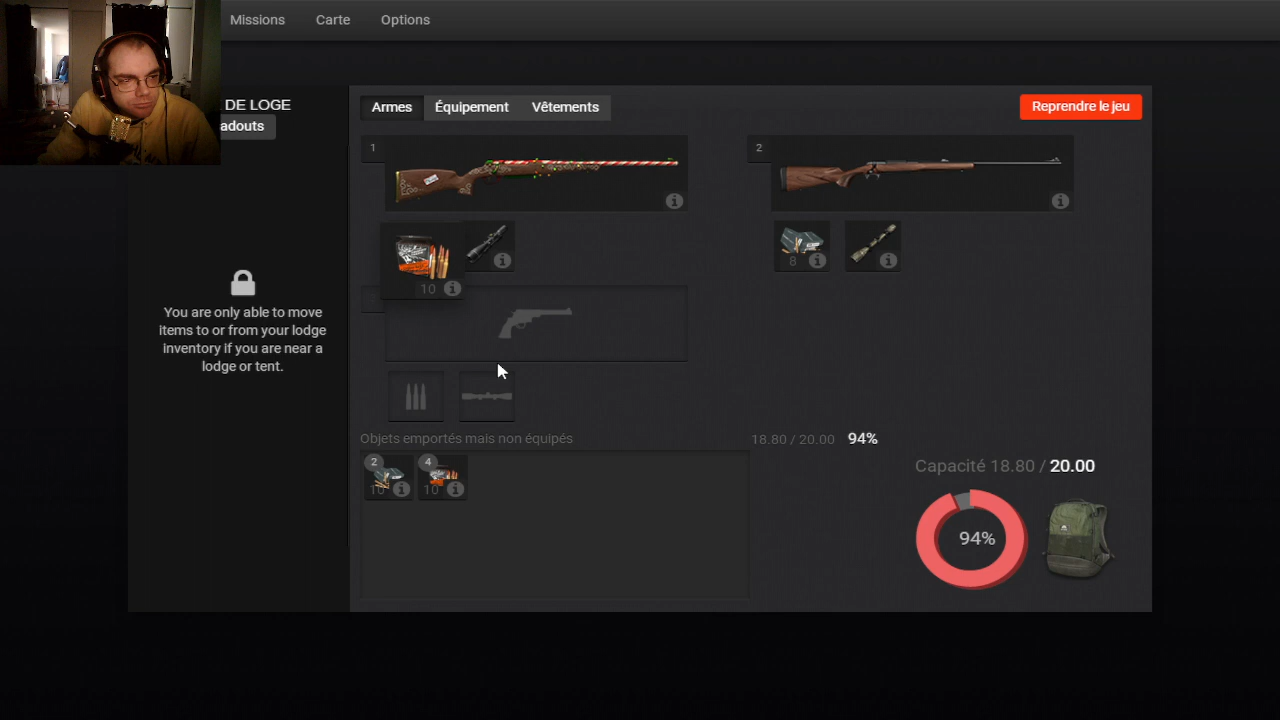 Missions Carte Options
DE LOGE
adouts
Armes Équipement Vêtements
Reprendre le jeu
1
2
10
8
You are only able to move
items to or from your lodge
inventory if you are near a
lodge or tent.
Objets emportés mais non équipés
18.80 / 20.00 94%
2 4
10 10
Capacité 18.80 / 20.00
94%